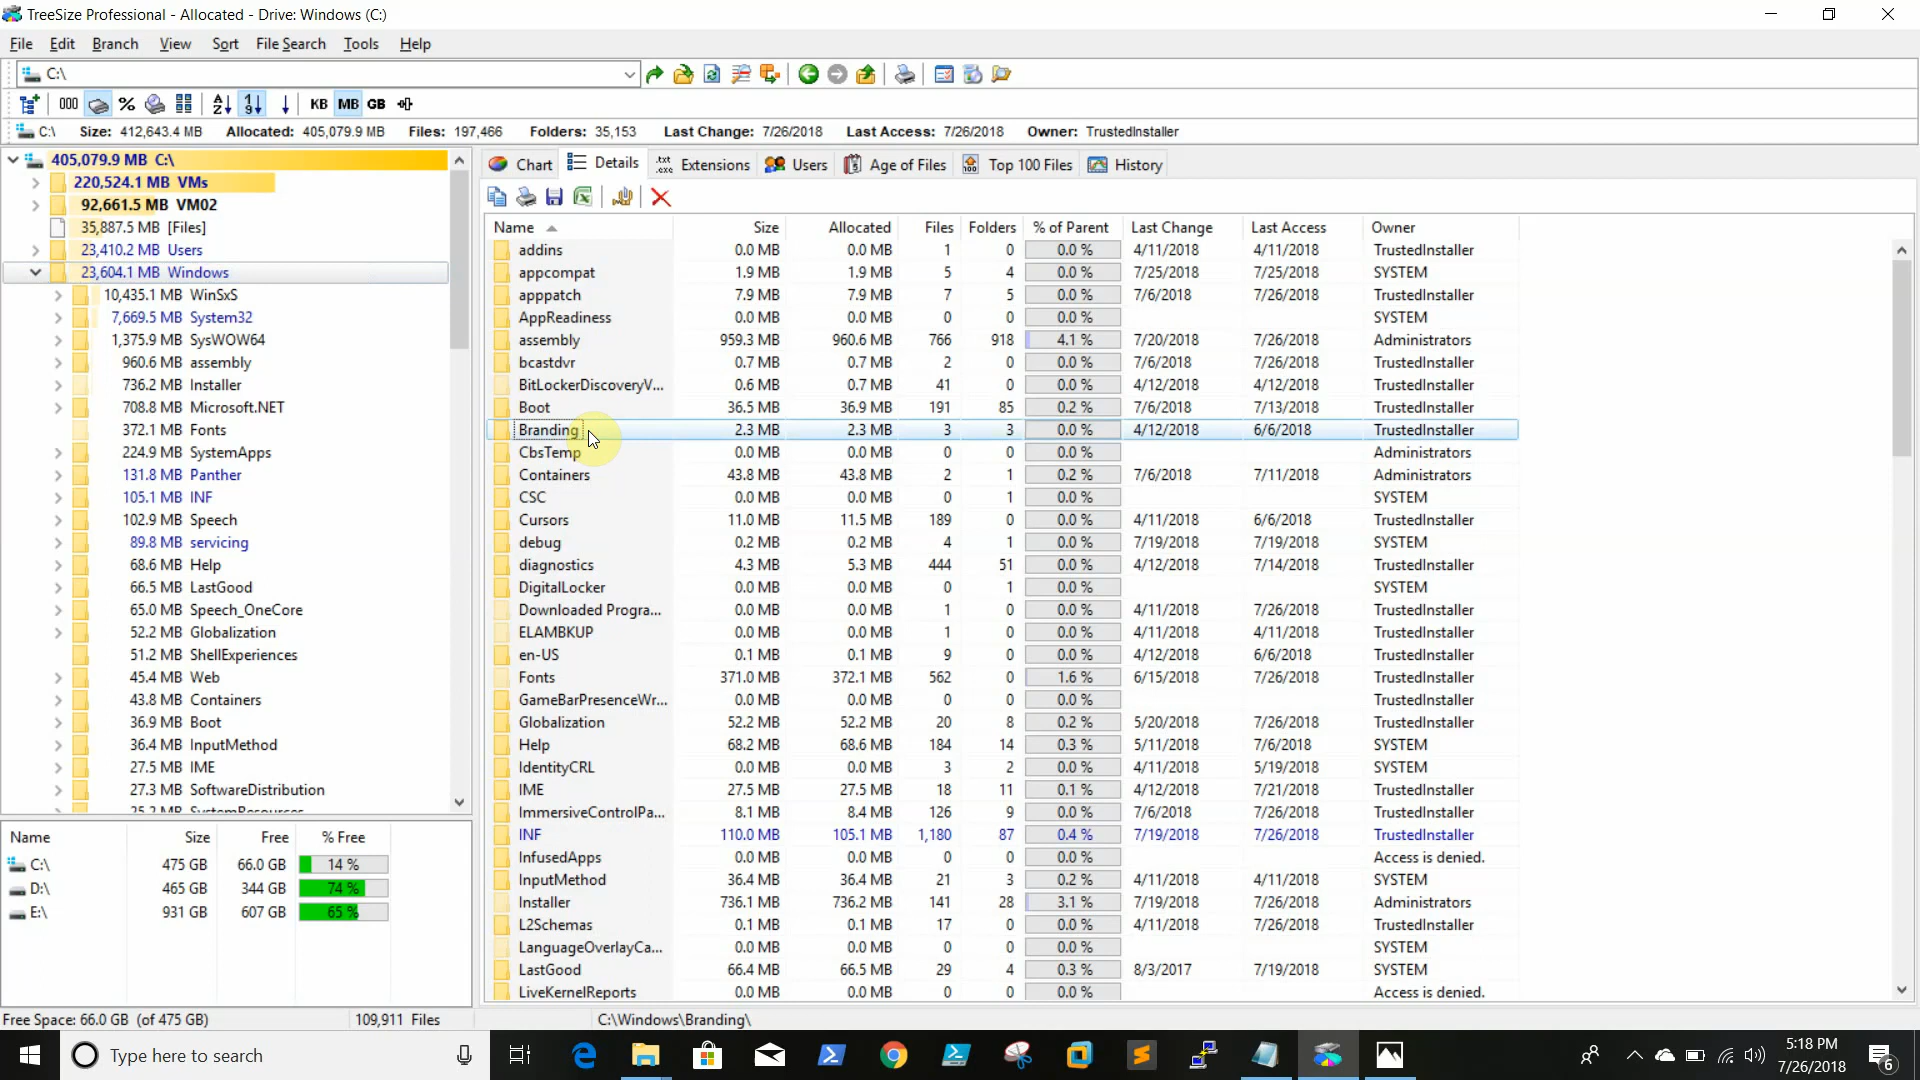 TreeSize Professional - Allocated - Drive: Windows (C:)
File Edit Branch View Sort File Search Tools Help
C:\
000 % KB MB GB
C:\ Size: 412,643.4 MB Allocated: 405,079.9 MB Files: 197,466 Folders: 35,153 Last Change: 7/26/2018 Last Access: 7/26/2018 Owner: TrustedInstaller
405,079.9 MB C:\
220,524.1 MB VMs
92,661.5 MB VM02
35,887.5 MB [Files]
23,410.2 MB Users
23,604.1 MB Windows
10,435.1 MB WinSxS
7,669.5 MB System32
1,375.9 MB SysWOW64
960.6 MB assembly
736.2 MB Installer
708.8 MB Microsoft.NET
372.1 MB Fonts
224.9 MB SystemApps
131.8 MB Panther
105.1 MB INF
102.9 MB Speech
89.8 MB servicing
68.6 MB Help
66.5 MB LastGood
65.0 MB Speech_OneCore
52.2 MB Globalization
51.2 MB ShellExperiences
45.4 MB Web
43.8 MB Containers
36.9 MB Boot
36.4 MB InputMethod
27.5 MB IME
27.3 MB SoftwareDistribution
25.2 MB SystemResources
Name Size Free % Free
C:\ 475 GB 66.0 GB 14 %
D:\ 465 GB 344 GB 74 %
E:\ 931 GB 607 GB 65 %
Chart Details Extensions Users Age of Files Top 100 Files History
Name Size Allocated Files Folders % of Parent Last Change Last Access Owner
addins 0.0 MB 0.0 MB 1 0 0.0 % 4/11/2018 4/11/2018 TrustedInstaller
appcompat 1.9 MB 1.9 MB 5 4 0.0 % 7/25/2018 7/25/2018 SYSTEM
apppatch 7.9 MB 7.9 MB 7 5 0.0 % 7/6/2018 7/26/2018 TrustedInstaller
AppReadiness 0.0 MB 0.0 MB 0 0 0.0 % SYSTEM
assembly 959.3 MB 960.6 MB 766 918 4.1 % 7/20/2018 7/26/2018 Administrators
bcastdvr 0.7 MB 0.7 MB 2 0 0.0 % 7/6/2018 7/26/2018 TrustedInstaller
BitLockerDiscoveryV... 0.6 MB 0.7 MB 41 0 0.0 % 4/12/2018 4/12/2018 TrustedInstaller
Boot 36.5 MB 36.9 MB 191 85 0.2 % 7/6/2018 7/13/2018 TrustedInstaller
Branding 2.3 MB 2.3 MB 3 3 0.0 % 4/12/2018 6/6/2018 TrustedInstaller
CbsTemp 0.0 MB 0.0 MB 0 0 0.0 % Administrators
Containers 43.8 MB 43.8 MB 2 1 0.2 % 7/6/2018 7/11/2018 Administrators
CSC 0.0 MB 0.0 MB 0 1 0.0 % SYSTEM
Cursors 11.0 MB 11.5 MB 189 0 0.0 % 4/11/2018 6/6/2018 TrustedInstaller
debug 0.2 MB 0.2 MB 4 1 0.0 % 7/19/2018 7/19/2018 SYSTEM
diagnostics 4.3 MB 5.3 MB 444 51 0.0 % 4/12/2018 7/14/2018 TrustedInstaller
DigitalLocker 0.0 MB 0.0 MB 0 1 0.0 % SYSTEM
Downloaded Progra... 0.0 MB 0.0 MB 1 0 0.0 % 4/11/2018 7/26/2018 TrustedInstaller
ELAMBKUP 0.0 MB 0.0 MB 1 0 0.0 % 4/11/2018 4/11/2018 TrustedInstaller
en-US 0.1 MB 0.1 MB 9 0 0.0 % 4/12/2018 6/6/2018 TrustedInstaller
Fonts 371.0 MB 372.1 MB 562 0 1.6 % 6/15/2018 7/26/2018 TrustedInstaller
GameBarPresenceWr... 0.0 MB 0.0 MB 0 0 0.0 % TrustedInstaller
Globalization 52.2 MB 52.2 MB 20 8 0.2 % 5/20/2018 7/26/2018 TrustedInstaller
Help 68.2 MB 68.6 MB 184 14 0.3 % 5/11/2018 7/6/2018 SYSTEM
IdentityCRL 0.0 MB 0.0 MB 3 2 0.0 % 4/11/2018 5/19/2018 SYSTEM
IME 27.5 MB 27.5 MB 18 11 0.1 % 4/12/2018 7/21/2018 TrustedInstaller
ImmersiveControlPa... 8.1 MB 8.4 MB 126 9 0.0 % 7/6/2018 7/26/2018 TrustedInstaller
INF 110.0 MB 105.1 MB 1,180 87 0.4 % 7/19/2018 7/26/2018 TrustedInstaller
InfusedApps 0.0 MB 0.0 MB 0 0 0.0 % Access is denied.
InputMethod 36.4 MB 36.4 MB 21 3 0.2 % 4/11/2018 4/11/2018 SYSTEM
Installer 736.1 MB 736.2 MB 141 28 3.1 % 7/19/2018 7/26/2018 Administrators
L2Schemas 0.1 MB 0.1 MB 17 0 0.0 % 4/11/2018 7/26/2018 TrustedInstaller
LanguageOverlayCa... 0.0 MB 0.0 MB 0 0 0.0 % SYSTEM
LastGood 66.4 MB 66.5 MB 29 4 0.3 % 8/3/2017 7/19/2018 SYSTEM
LiveKernelReports 0.0 MB 0.0 MB 0 0 0.0 % Access is denied.
Free Space: 66.0 GB (of 475 GB) 109,911 Files C:\Windows\Branding\
Type here to search
5:18 PM
7/26/2018
6